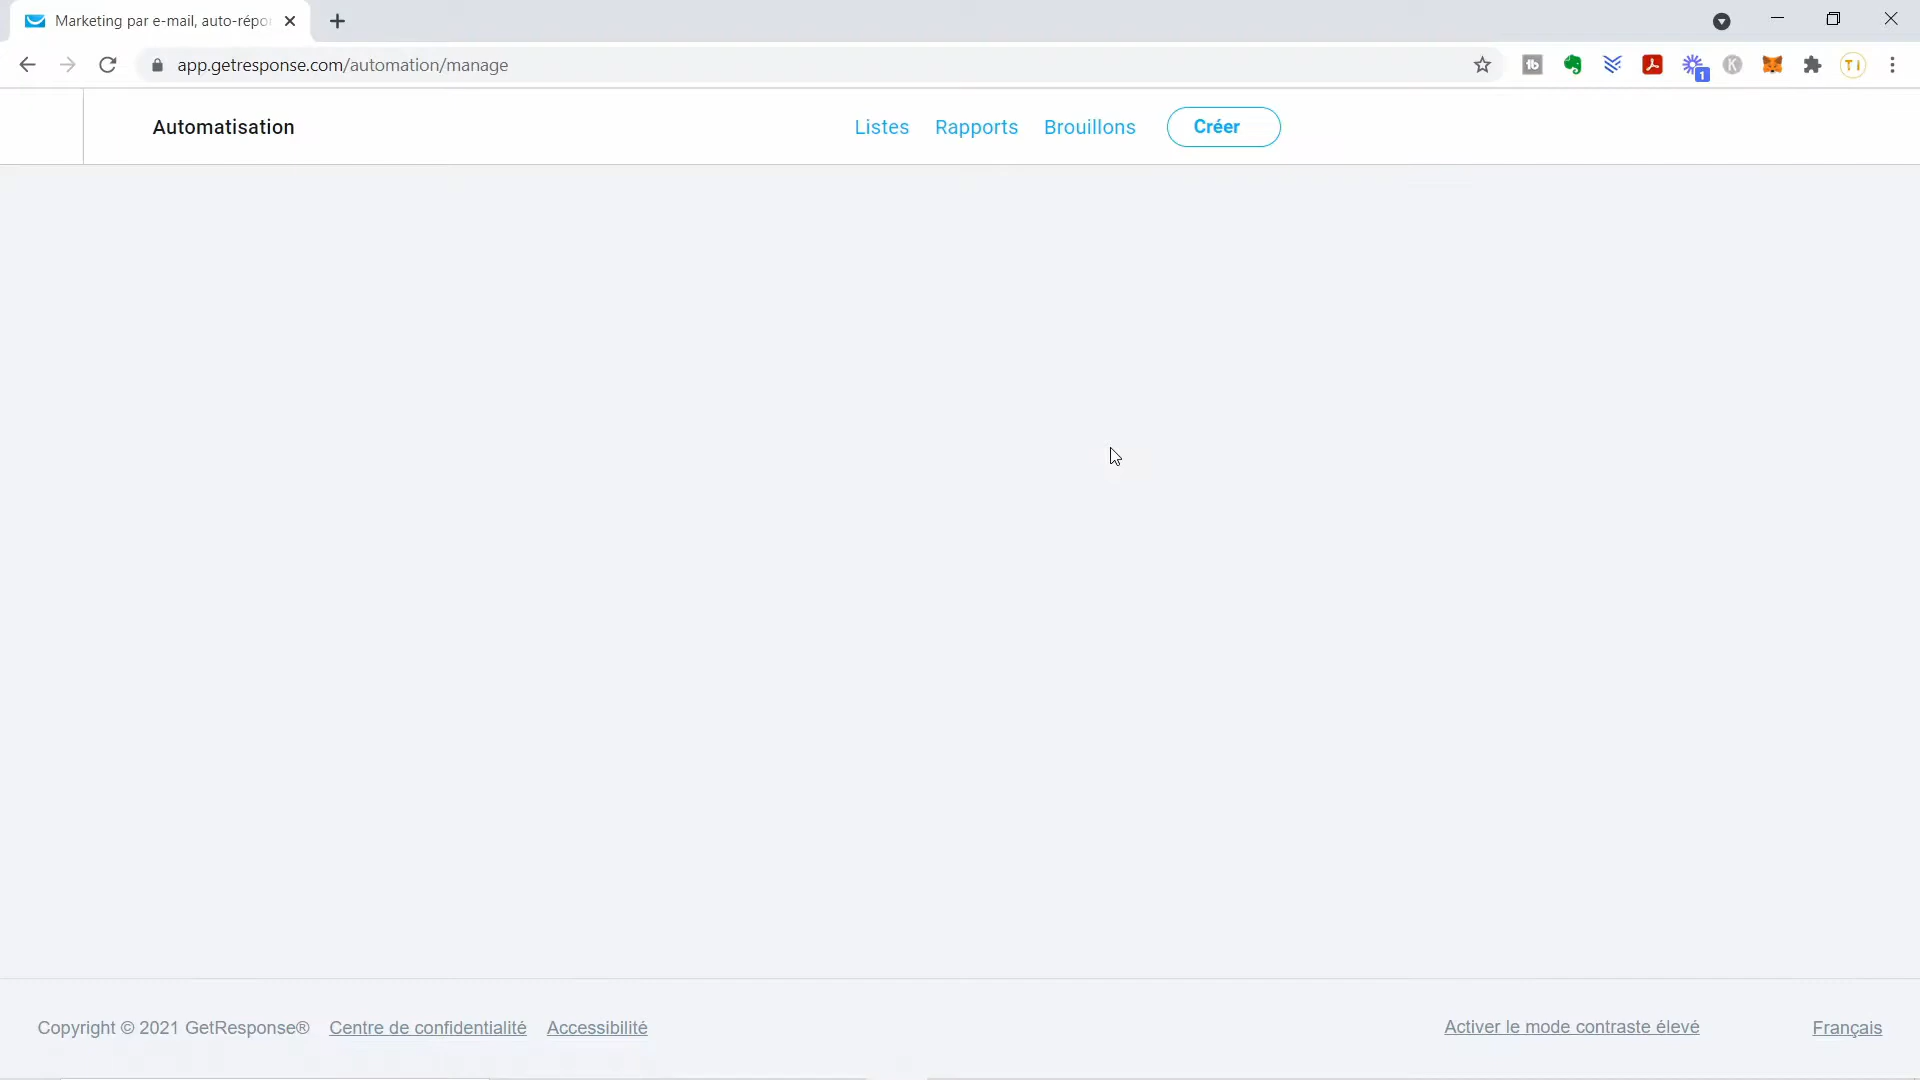 Marketing par e-mail, auto-répo
app.getresponse.com/automation/manage
1
K
T I
Automatisation
Listes
Rapports
Brouillons
Créer
Copyright © 2021 GetResponse®
Centre de confidentialité
Accessibilité
Activer le mode contraste élevé
Français